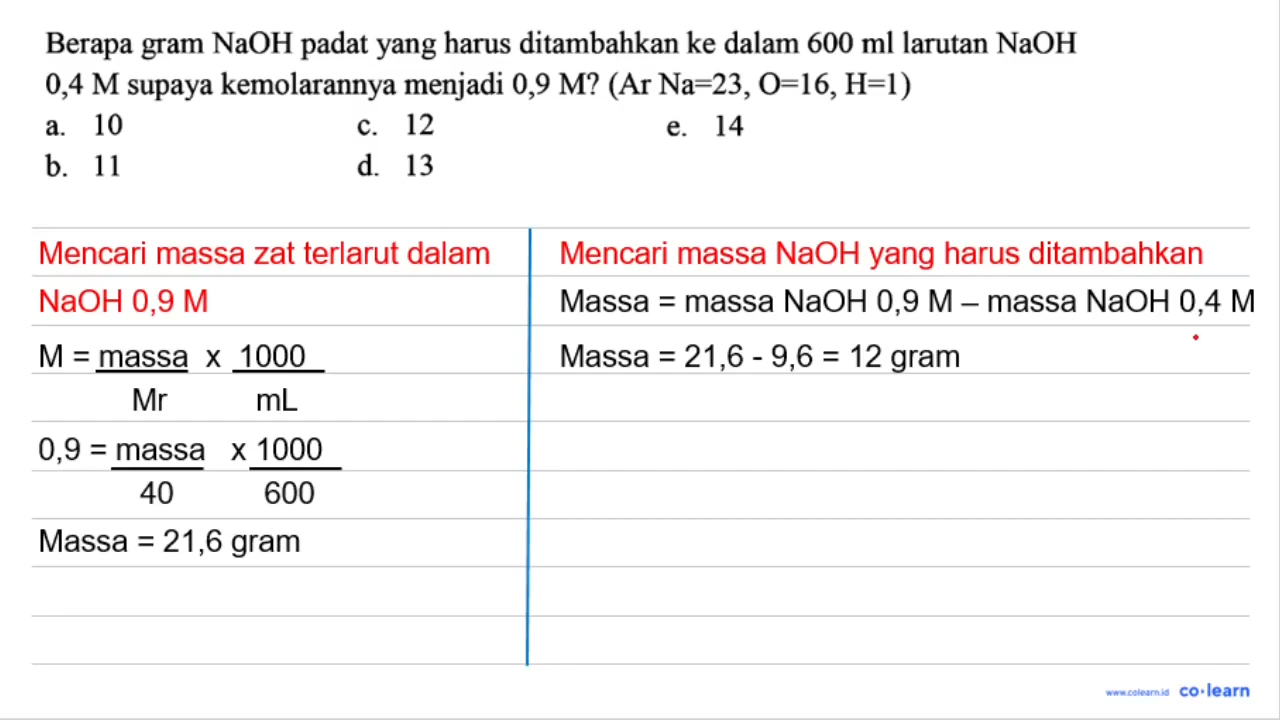 Berapa gram NaOH padat yang harus ditambahkan ke dalam 600 ml larutan NaOH
0,4 M supaya kemolarannya menjadi 0,9 M? (Ar Na=23, O=16, H=1)
a. 10 c. 12 e. 14
b. 11 d. 13
Mencari massa zat terlarut dalam
NaOH 0,9 M
M = massa x 1000
Mr mL
0,9 = massa x 1000
40 600
Massa = 21,6 gram
Mencari massa NaOH yang harus ditambahkan
Massa = massa NaOH 0,9 M – massa NaOH 0,4 M
Massa = 21,6 - 9,6 = 12 gram
www.colearn.id co·learn